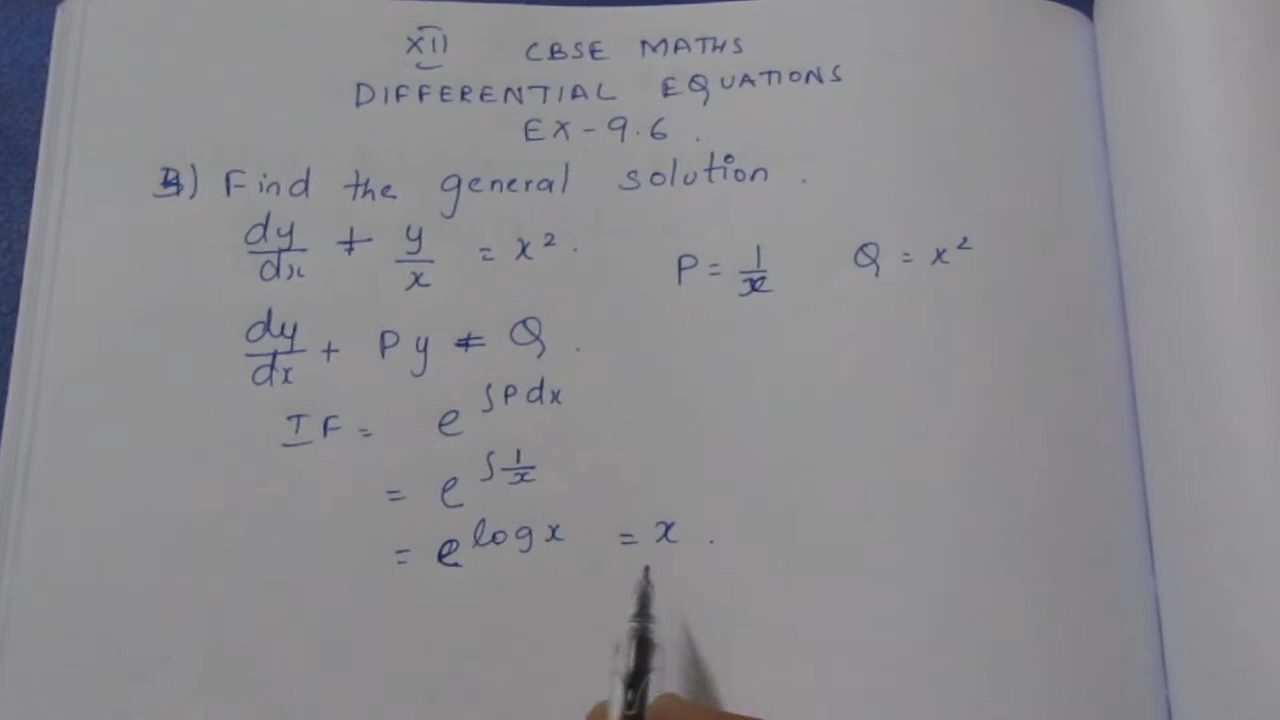 XII CBSE MATHS
DIFFERENTIAL EQUATIONS
EX-9.6.
3) Find the general solution.
dy/dx + y/x = x². P = 1/x Q = x²
dy/dx + Py = Q.
IF = e^∫Pdx
= e^∫1/x
= e^log x = x.